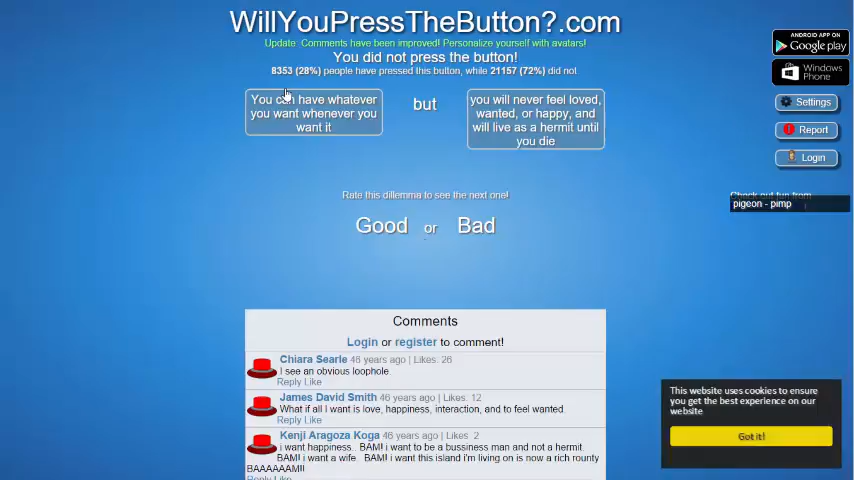 WillYouPressTheButton?.com
Update: Comments have been improved! Personalize yourself with avatars!
You did not press the button!
8353 (28%) people have pressed this button, while 21157 (72%) did not.
You can have whatever
you want whenever you
want it
but
you will never feel loved,
wanted, or happy, and
will live as a hermit until
you die
Rate this dillemma to see the next one!
Good or Bad
ANDROID APP ON
Google play
Windows
Phone
Settings
Report
Login
Check out fun from
pigeon - pimp
Comments
Login or register to comment!
Chiara Searle 46 years ago | Likes: 26
I see an obvious loophole.
Reply Like
James David Smith 46 years ago | Likes: 12
What if all I want is love, happiness, interaction, and to feel wanted.
Reply Like
Kenji Aragoza Koga 46 years ago | Likes: 2
i want happiness.. BAM! i want to be a bussiness man and not a hermit.
BAM! i want a wife.. BAM! i want this island i'm living on is now a rich rounty
BAAAAAAM!!!
Reply Like
This website uses cookies to ensure
you get the best experience on our
website
Got it!